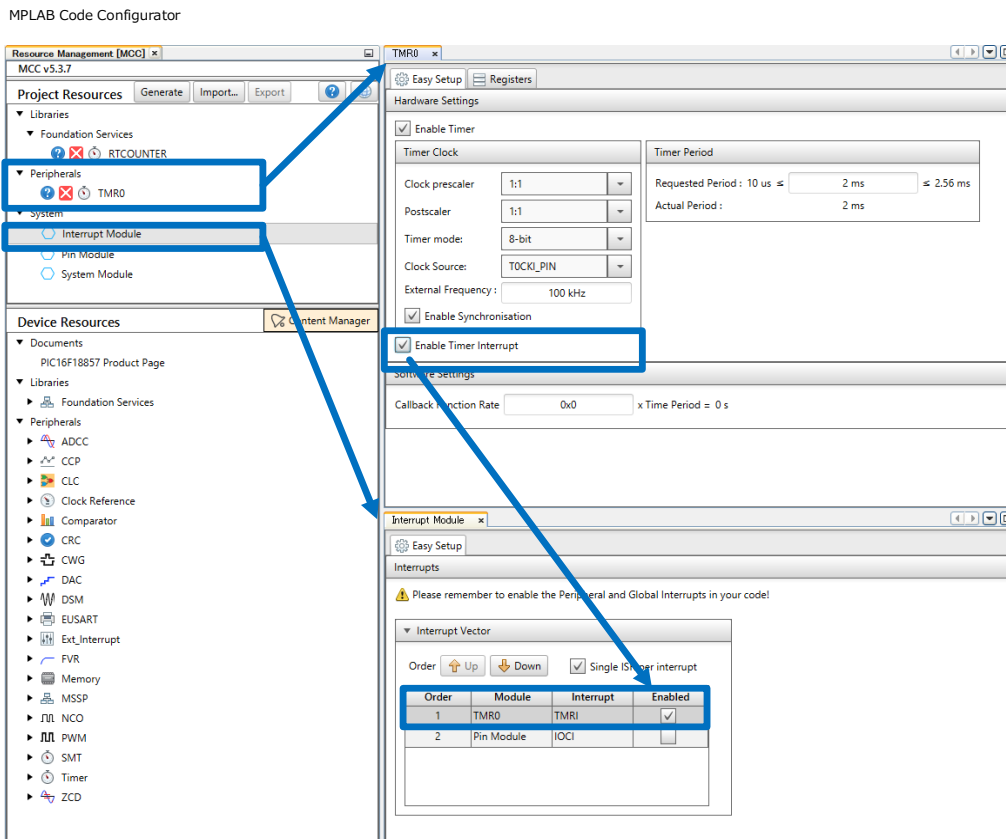 MPLAB Code Configurator
Resource Management [MCC] ×
MCC v5.3.7
Project Resources Generate Import... Export
Libraries
Foundation Services
RTCOUNTER
Peripherals
TMR0
System
Interrupt Module
Pin Module
System Module
Device Resources Content Manager
Documents
PIC16F18857 Product Page
Libraries
Foundation Services
Peripherals
ADCC
CCP
CLC
Clock Reference
Comparator
CRC
CWG
DAC
DSM
EUSART
Ext_Interrupt
FVR
Memory
MSSP
NCO
PWM
SMT
Timer
ZCD
TMR0 ×
Easy Setup Registers
Hardware Settings
Enable Timer
Timer Clock
Clock prescaler 1:1
Postscaler 1:1
Timer mode: 8-bit
Clock Source: T0CKI_PIN
External Frequency : 100 kHz
Enable Synchronisation
Timer Period
Requested Period : 10 us ≤ 2 ms ≤ 2.56 ms
Actual Period : 2 ms
Enable Timer Interrupt
Software Settings
Callback Function Rate 0x0 x Time Period = 0 s
Interrupt Module ×
Easy Setup
Interrupts
Please remember to enable the Peripheral and Global Interrupts in your code!
Interrupt Vector
Order Up Down Single ISR per interrupt
Order Module Interrupt Enabled
1 TMR0 TMRI
2 Pin Module IOCI